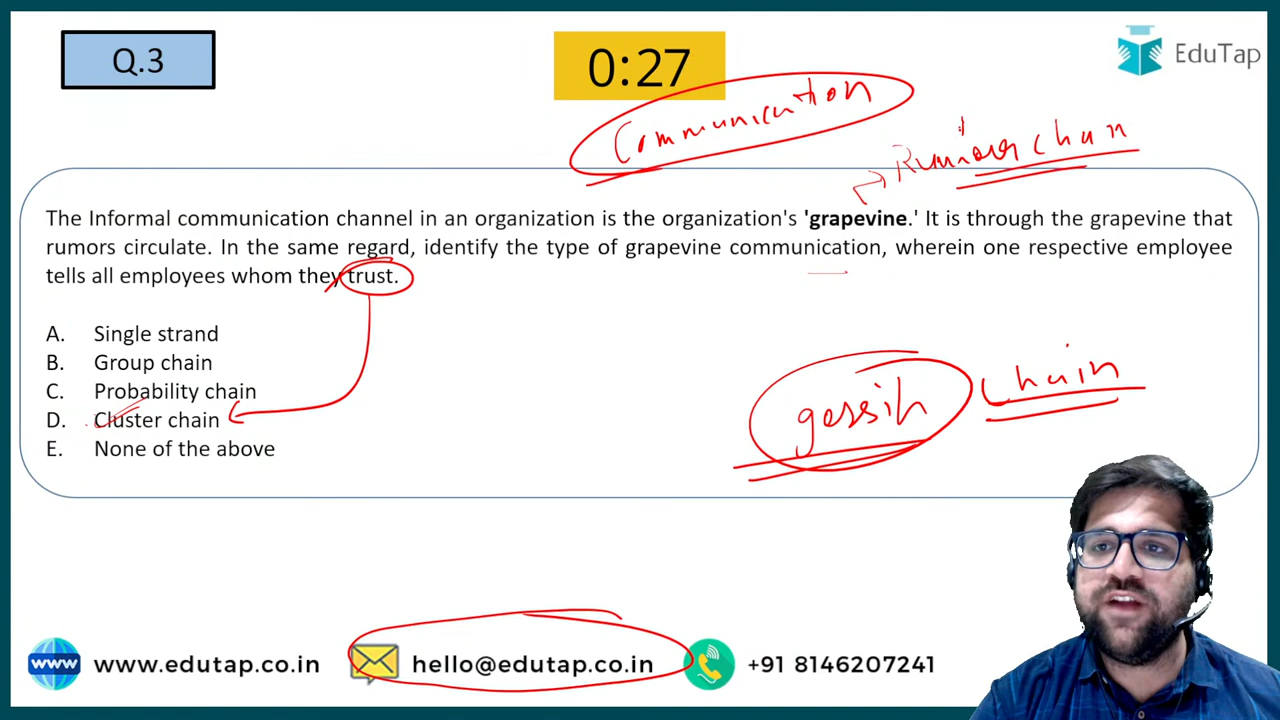 Q.3
0:27
EduTap
Communication
Rumour chain
The Informal communication channel in an organization is the organization's 'grapevine.' It is through the grapevine that
rumors circulate. In the same regard, identify the type of grapevine communication, wherein one respective employee
tells all employees whom they trust.
A. Single strand
B. Group chain
C. Probability chain
D. Cluster chain
E. None of the above
chain
www
www.edutap.co.in
hello@edutap.co.in
+91 8146207241